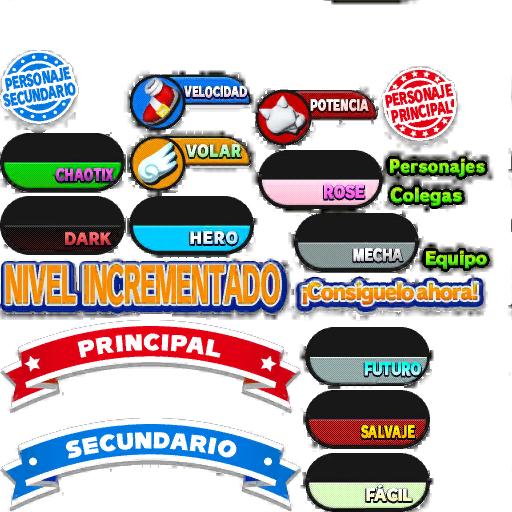 PERSONAJE
SECUNDARIO
VELOCIDAD
POTENCIA
PERSONAJE
PRINCIPAL
CHAOTIX
VOLAR
ROSE
Personajes
Colegas
DARK
HERO
MECHA
Equipo
NIVEL INCREMENTADO
¡Consíguelo ahora!
PRINCIPAL
FUTURO
SALVAJE
SECUNDARIO
FÁCIL